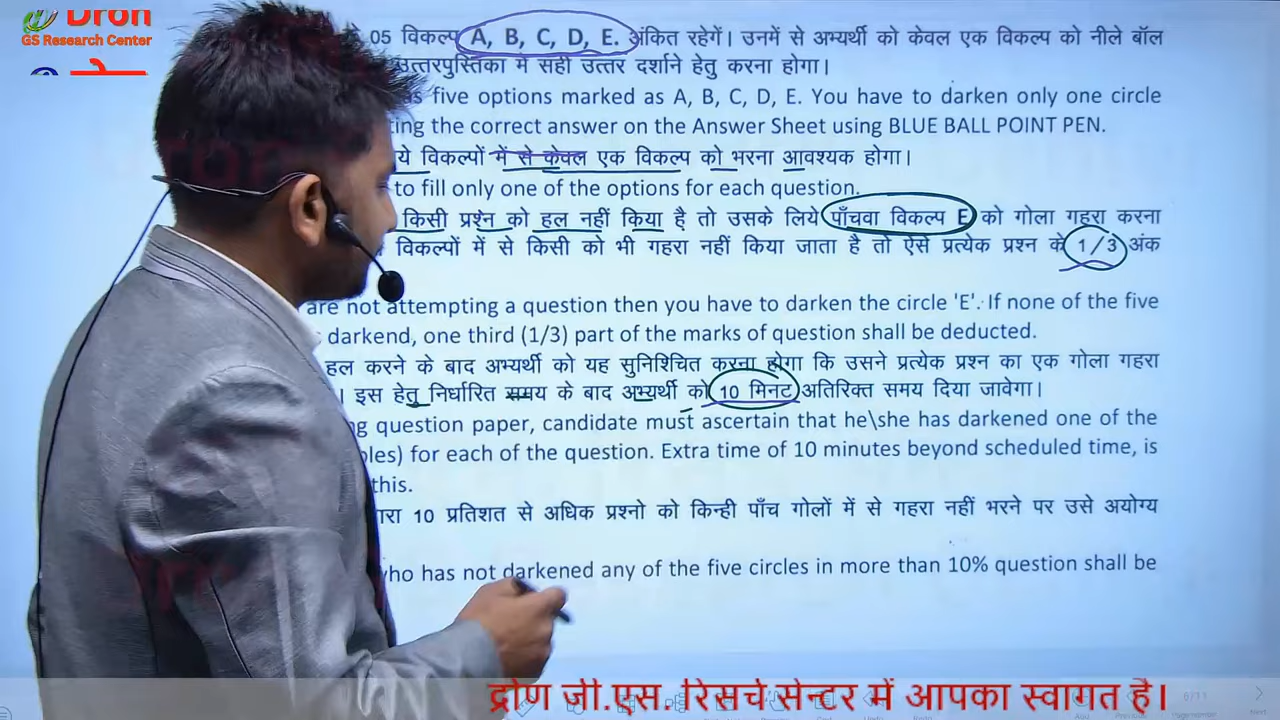 Dron
GS Research Center
05 विकल्प A, B, C, D, E. अंकित रहेगें। उनमें से अभ्यर्थी को केवल एक विकल्प को नीले बॉल
उत्तरपुस्तिका में सही उत्तर दर्शाने हेतु करना होगा।
s five options marked as A, B, C, D, E. You have to darken only one circle
ting the correct answer on the Answer Sheet using BLUE BALL POINT PEN.
ये विकल्पों में से केवल एक विकल्प को भरना आवश्यक होगा।
to fill only one of the options for each question.
किसी प्रश्न को हल नहीं किया है तो उसके लिये पाँचवा विकल्प E को गोला गहरा करना
विकल्पों में से किसी को भी गहरा नहीं किया जाता है तो ऐसे प्रत्येक प्रश्न के 1/3 अंक
are not attempting a question then you have to darken the circle 'E'. If none of the five
darkend, one third (1/3) part of the marks of question shall be deducted.
हल करने के बाद अभ्यर्थी को यह सुनिश्चित करना होगा कि उसने प्रत्येक प्रश्न का एक गोला गहरा
। इस हेतु निर्धारित समय के बाद अभ्यर्थी को 10 मिनट अतिरिक्त समय दिया जावेगा।
ng question paper, candidate must ascertain that he\she has darkened one of the
les) for each of the question. Extra time of 10 minutes beyond scheduled time, is
this.
ारा 10 प्रतिशत से अधिक प्रश्नो को किन्ही पाँच गोलों में से गहरा नहीं भरने पर उसे अयोग्य
who has not darkened any of the five circles in more than 10% question shall be
द्रोण जी.एस. रिसर्च सेन्टर में आपका स्वागत है।
6/11